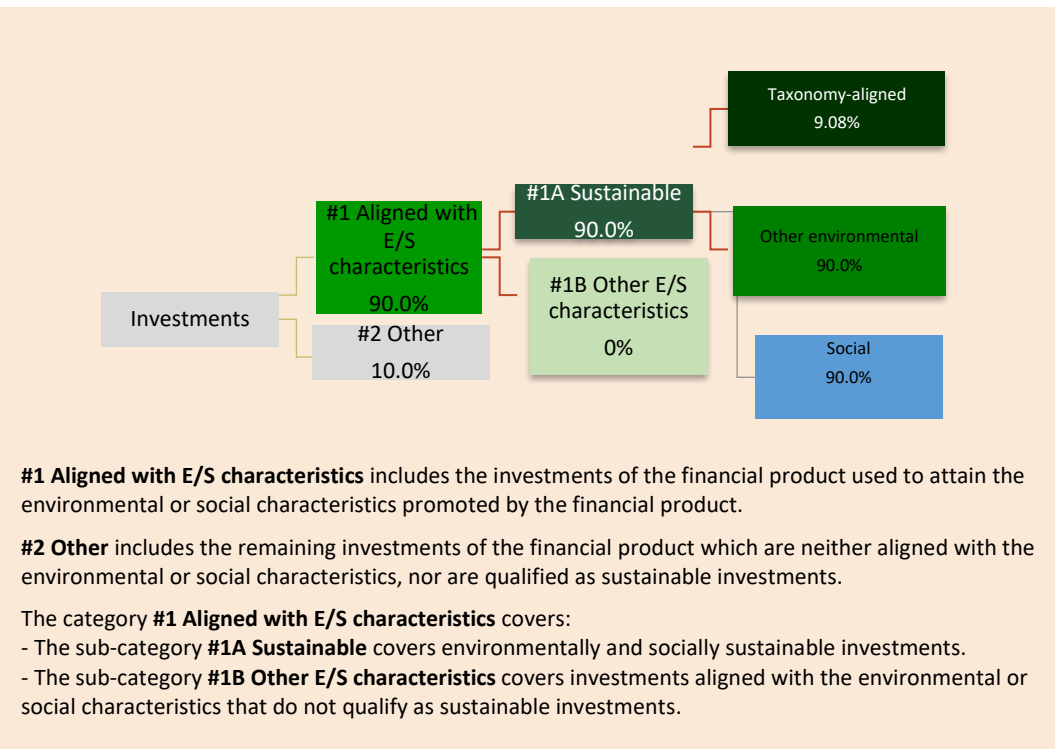 Taxonomy-aligned
9.08%
#1A Sustainable
90.0%
#1 Aligned with
E/S
characteristics
90.0%
Other environmental
90.0%
#1B Other E/S
characteristics
0%
Investments
#2 Other
10.0%
Social
90.0%
#1 Aligned with E/S characteristics includes the investments of the financial product used to attain the
environmental or social characteristics promoted by the financial product.
#2 Other includes the remaining investments of the financial product which are neither aligned with the
environmental or social characteristics, nor are qualified as sustainable investments.
The category #1 Aligned with E/S characteristics covers:
- The sub-category #1A Sustainable covers environmentally and socially sustainable investments.
- The sub-category #1B Other E/S characteristics covers investments aligned with the environmental or
social characteristics that do not qualify as sustainable investments.